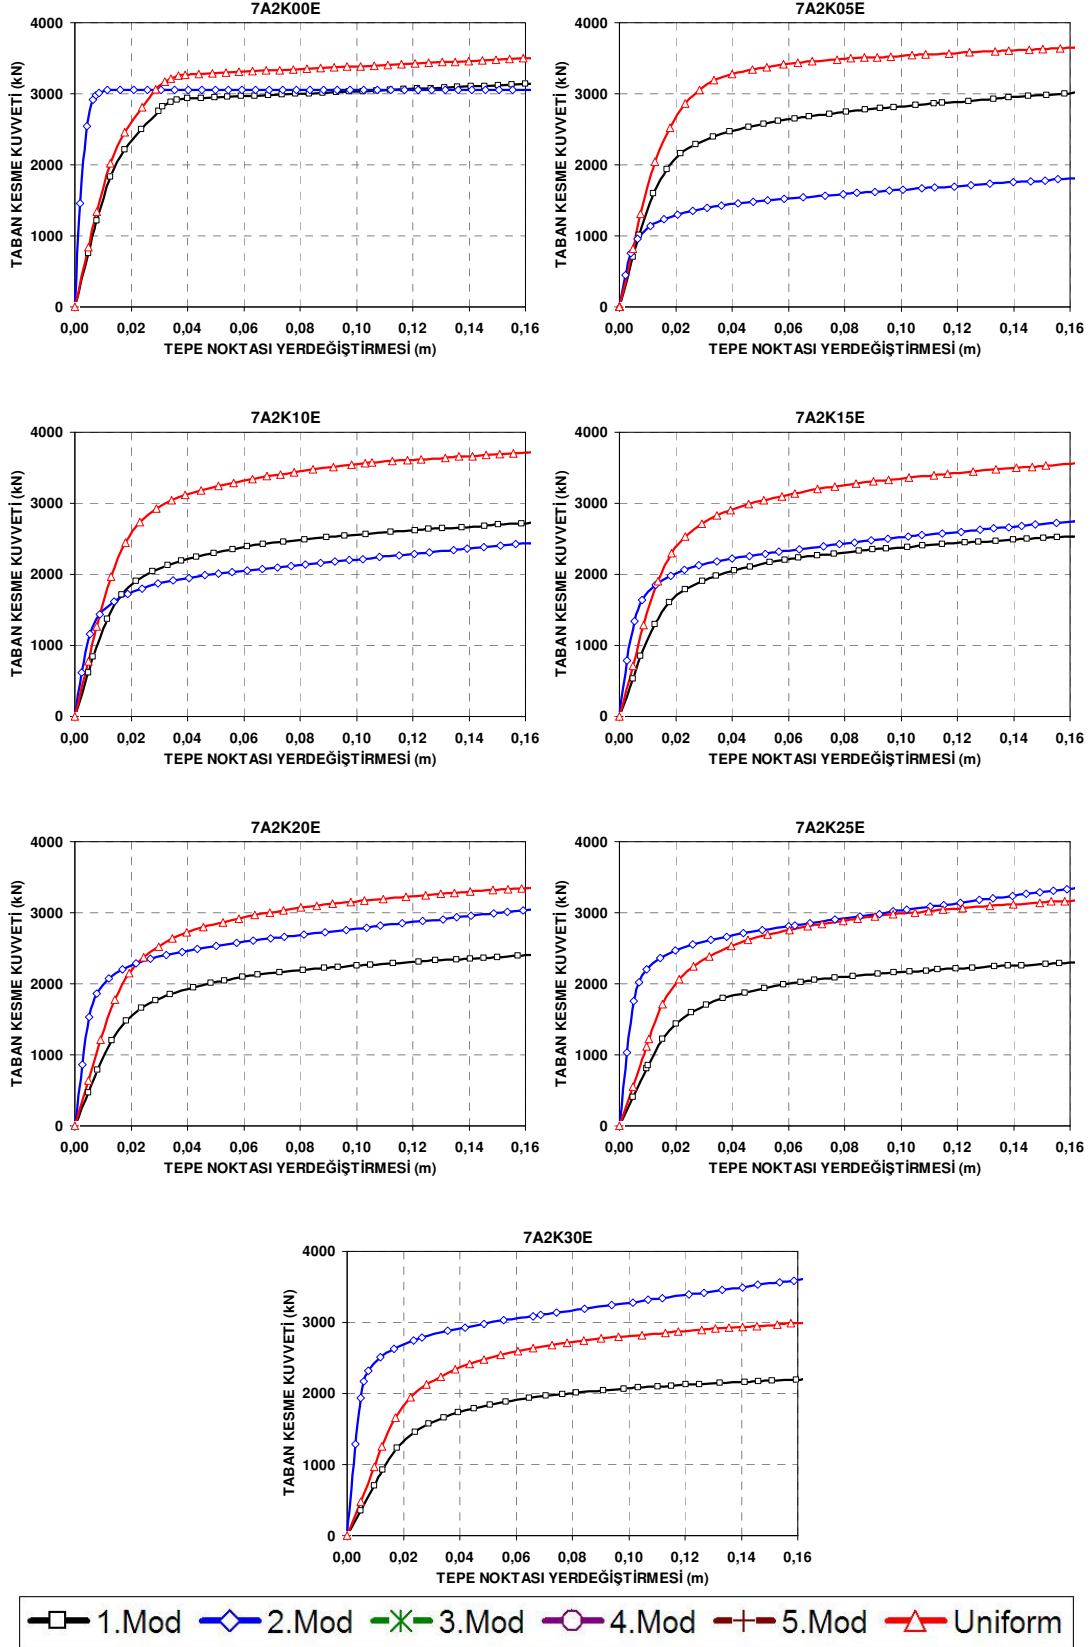 7A2K00E
7A2K05E
TABAN KESME KUVVETİ (kN)
4000
3000
2000
1000
0
0,00 0,02 0,04 0,06 0,08 0,10 0,12 0,14 0,16
TEPE NOKTASI YERDEĞİŞTİRMESİ (m)
TABAN KESME KUVVETİ (kN)
4000
3000
2000
1000
0
0,00 0,02 0,04 0,06 0,08 0,10 0,12 0,14 0,16
TEPE NOKTASI YERDEĞİŞTİRMESİ (m)
7A2K10E
7A2K15E
TABAN KESME KUVVETİ (kN)
4000
3000
2000
1000
0
0,00 0,02 0,04 0,06 0,08 0,10 0,12 0,14 0,16
TEPE NOKTASI YERDEĞİŞTİRMESİ (m)
TABAN KESME KUVVETİ (kN)
4000
3000
2000
1000
0
0,00 0,02 0,04 0,06 0,08 0,10 0,12 0,14 0,16
TEPE NOKTASI YERDEĞİŞTİRMESİ (m)
7A2K20E
7A2K25E
TABAN KESME KUVVETİ (kN)
4000
3000
2000
1000
0
0,00 0,02 0,04 0,06 0,08 0,10 0,12 0,14 0,16
TEPE NOKTASI YERDEĞİŞTİRMESİ (m)
TABAN KESME KUVVETİ (kN)
4000
3000
2000
1000
0
0,00 0,02 0,04 0,06 0,08 0,10 0,12 0,14 0,16
TEPE NOKTASI YERDEĞİŞTİRMESİ (m)
7A2K30E
TABAN KESME KUVVETİ (kN)
4000
3000
2000
1000
0
0,00 0,02 0,04 0,06 0,08 0,10 0,12 0,14 0,16
TEPE NOKTASI YERDEĞİŞTİRMESİ (m)
1.Mod 2.Mod 3.Mod 4.Mod 5.Mod Uniform